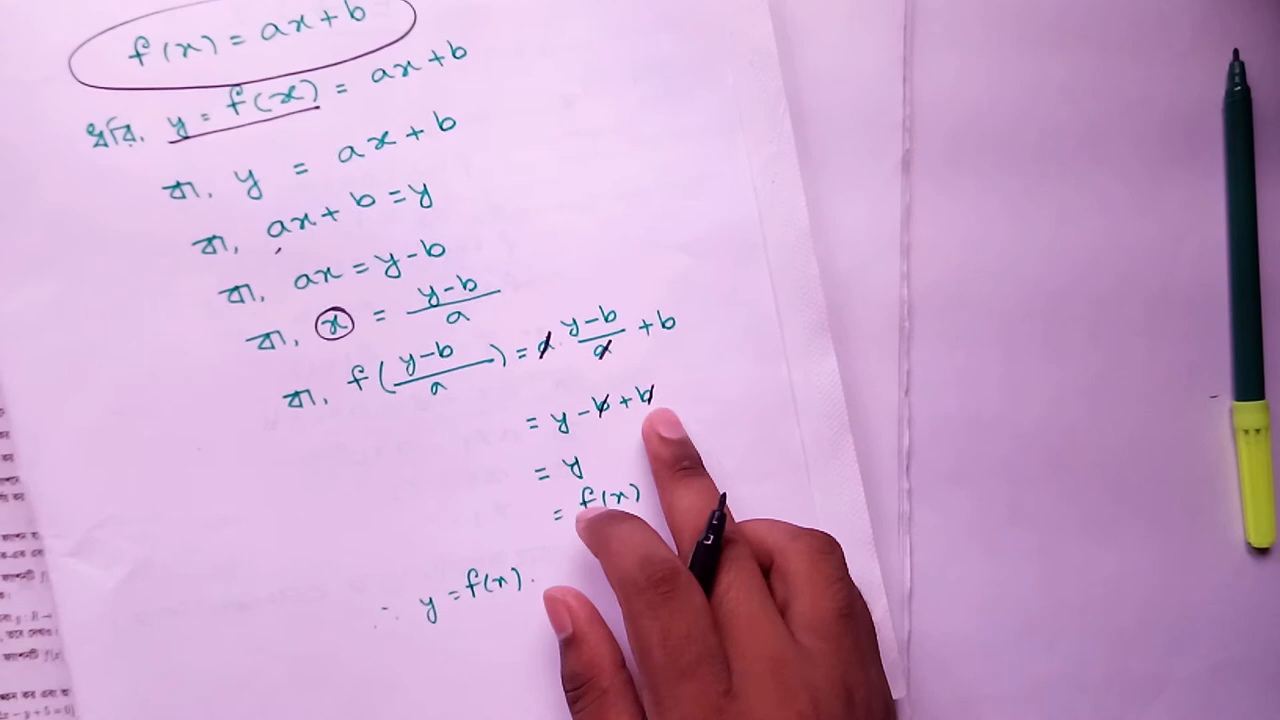 f(x) = ax + b
ধরি, y = f(x) = ax + b
বা, y = ax + b
বা, ax + b = y
বা, ax = y - b
বা, x = (y-b)/a
বা, f((y-b)/a) = a. (y-b)/a + b
= y - b + b
= y
= f(x)
∴ y = f(x).